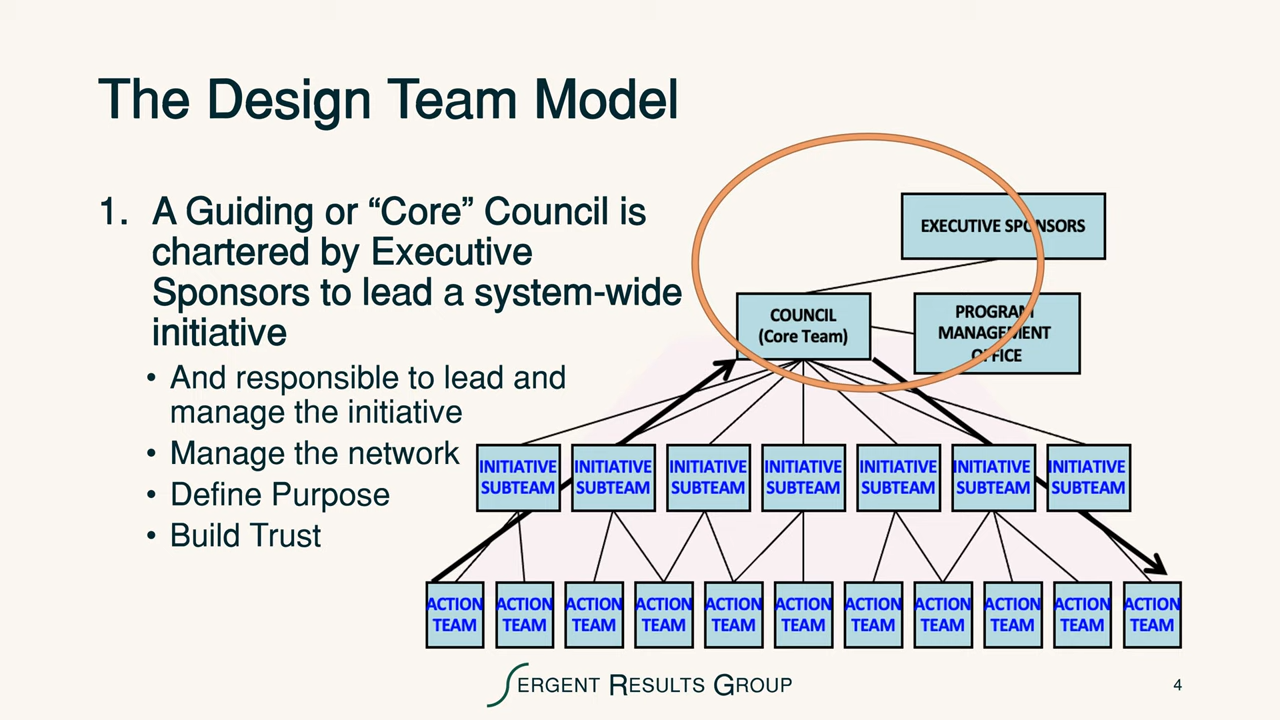 The Design Team Model
1. A Guiding or “Core” Council is
chartered by Executive
Sponsors to lead a system-wide
initiative
• And responsible to lead and
manage the initiative
• Manage the network
• Define Purpose
• Build Trust
EXECUTIVE SPONSORS
COUNCIL
(Core Team)
PROGRAM
MANAGEMENT
OFFICE
INITIATIVE
SUBTEAM
INITIATIVE
SUBTEAM
INITIATIVE
SUBTEAM
INITIATIVE
SUBTEAM
INITIATIVE
SUBTEAM
INITIATIVE
SUBTEAM
INITIATIVE
SUBTEAM
ACTION
TEAM
ACTION
TEAM
ACTION
TEAM
ACTION
TEAM
ACTION
TEAM
ACTION
TEAM
ACTION
TEAM
ACTION
TEAM
ACTION
TEAM
ACTION
TEAM
ACTION
TEAM
SERGENT RESULTS GROUP
4